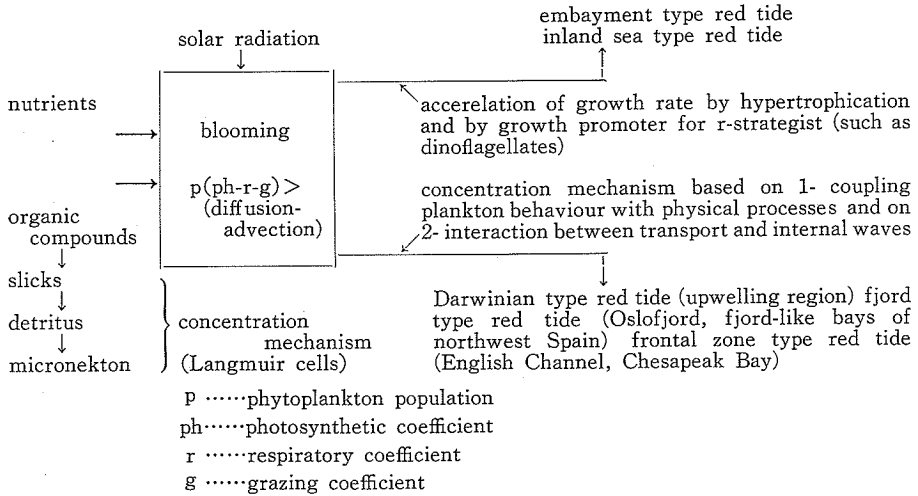 embayment type red tide
inland sea type red tide
solar radiation
nutrients
blooming
p(ph-r-g)>
(diffusion-
advection)
organic
compounds
slicks
detritus
micronekton
accerelation of growth rate by hypertrophication
and by growth promoter for r-strategist (such as
dinoflagellates)
concentration mechanism based on 1- coupling
plankton behaviour with physical processes and on
2- interaction between transport and internal waves
Darwinian type red tide (upwelling region) fjord
type red tide (Oslofjord, fjord-like bays of
northwest Spain) frontal zone type red tide
(English Channel, Chesapeak Bay)
concentration
mechanism
(Langmuir cells)
p ······phytoplankton population
ph······photosynthetic coefficient
r ······respiratory coefficient
g ······grazing coefficient